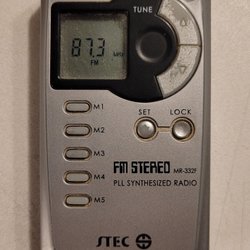 TUNE
87.3 MHz
FM
M1
SET LOCK
M2
M3
FM STEREO MR-332F
M4
PLL SYNTHESIZED RADIO
M5
STEC